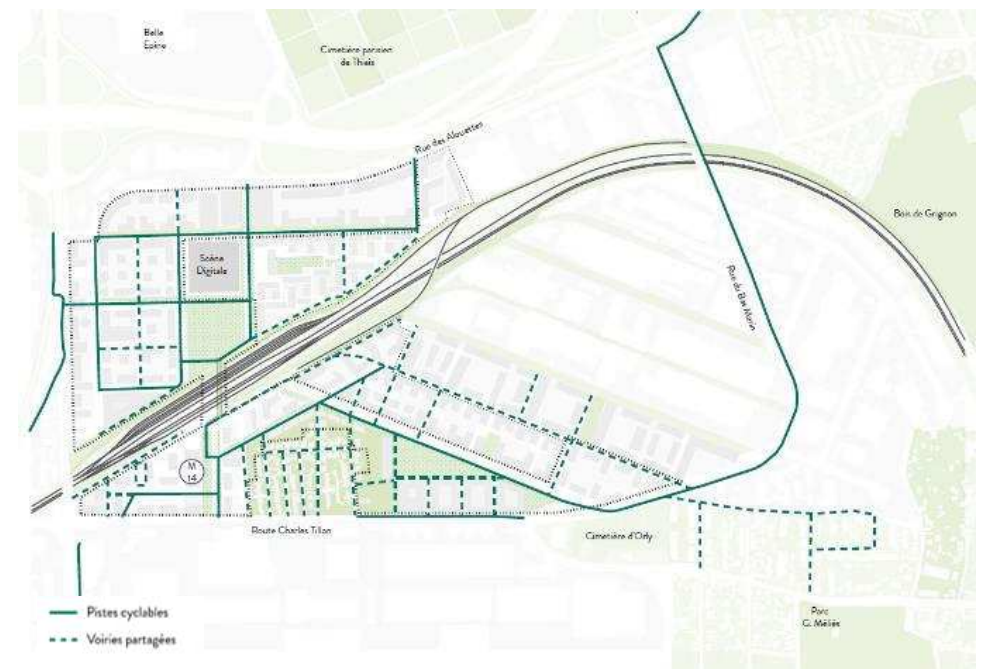 Belle
Epine
Cimetière parisien
de Thiais
Rue des Alouettes
Bois de Grignon
Scène
Digitale
Rue du Bas Marin
M
14
Route Charles Tillon
Cimetière d'Orly
Pistes cyclables
Voiries partagées
Parc
G. Méliès